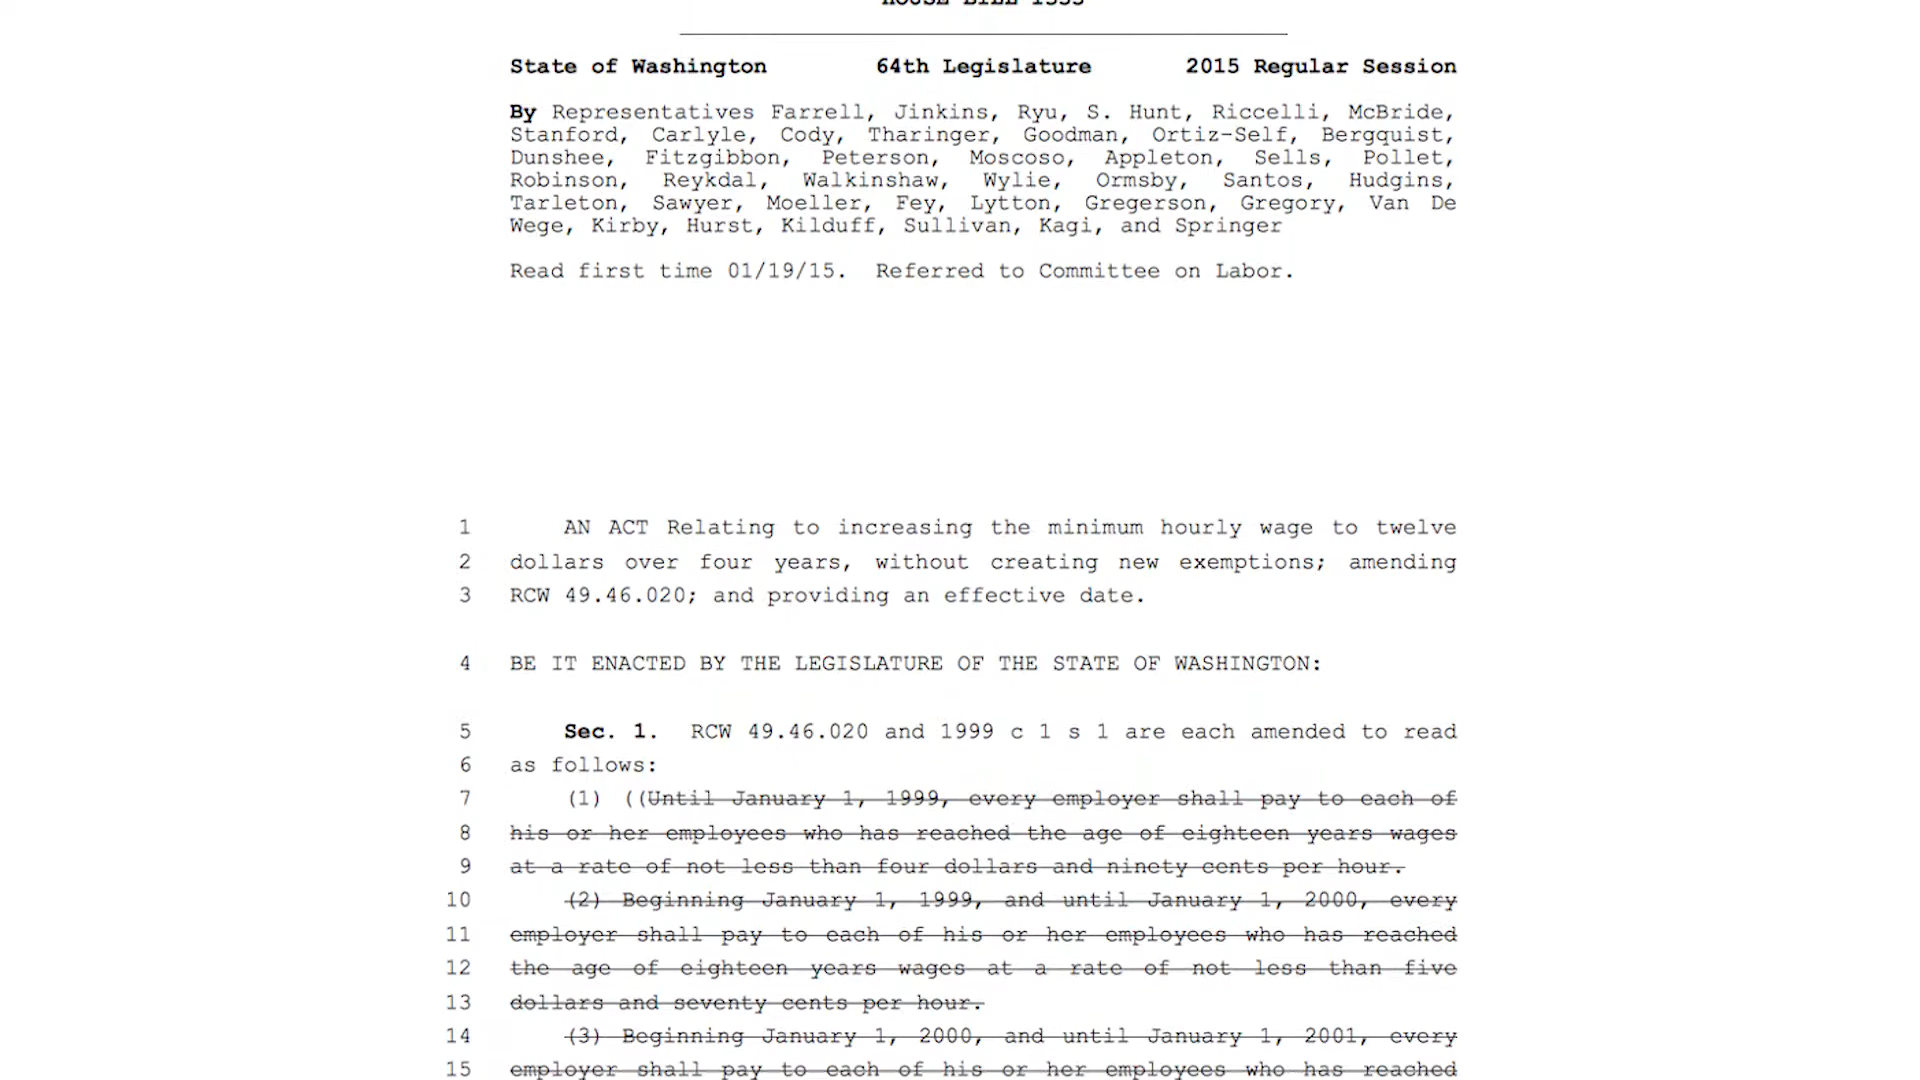 HOUSE BILL 1355
State of Washington 64th Legislature 2015 Regular Session
By Representatives Farrell, Jinkins, Ryu, S. Hunt, Riccelli, McBride,
Stanford, Carlyle, Cody, Tharinger, Goodman, Ortiz-Self, Bergquist,
Dunshee, Fitzgibbon, Peterson, Moscoso, Appleton, Sells, Pollet,
Robinson, Reykdal, Walkinshaw, Wylie, Ormsby, Santos, Hudgins,
Tarleton, Sawyer, Moeller, Fey, Lytton, Gregerson, Gregory, Van De
Wege, Kirby, Hurst, Kilduff, Sullivan, Kagi, and Springer
Read first time 01/19/15. Referred to Committee on Labor.
1 AN ACT Relating to increasing the minimum hourly wage to twelve
2 dollars over four years, without creating new exemptions; amending
3 RCW 49.46.020; and providing an effective date.
4 BE IT ENACTED BY THE LEGISLATURE OF THE STATE OF WASHINGTON:
5 Sec. 1. RCW 49.46.020 and 1999 c 1 s 1 are each amended to read
6 as follows:
7 (1) ((Until January 1, 1999, every employer shall pay to each of
8 his or her employees who has reached the age of eighteen years wages
9 at a rate of not less than four dollars and ninety cents per hour.
10 (2) Beginning January 1, 1999, and until January 1, 2000, every
11 employer shall pay to each of his or her employees who has reached
12 the age of eighteen years wages at a rate of not less than five
13 dollars and seventy cents per hour.
14 (3) Beginning January 1, 2000, and until January 1, 2001, every
15 employer shall pay to each of his or her employees who has reached